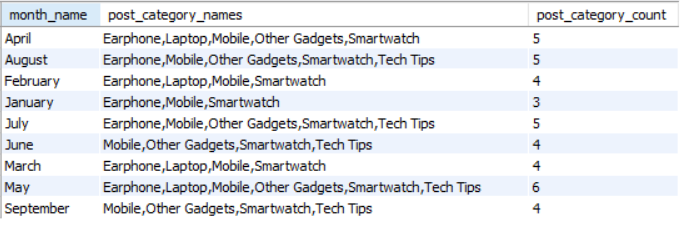 month_name post_category_names post_category_count
April Earphone,Laptop,Mobile,Other Gadgets,Smartwatch 5
August Earphone,Mobile,Other Gadgets,Smartwatch,Tech Tips 5
February Earphone,Laptop,Mobile,Smartwatch 4
January Earphone,Mobile,Smartwatch 3
July Earphone,Mobile,Other Gadgets,Smartwatch,Tech Tips 5
June Mobile,Other Gadgets,Smartwatch,Tech Tips 4
March Earphone,Laptop,Mobile,Smartwatch 4
May Earphone,Laptop,Mobile,Other Gadgets,Smartwatch,Tech Tips 6
September Mobile,Other Gadgets,Smartwatch,Tech Tips 4